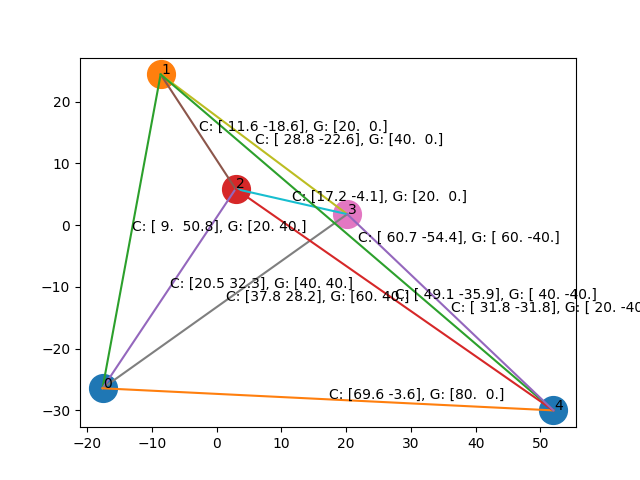 1
C: [ 11.6 -18.6], G: [20.  0.]
C: [ 28.8 -22.6], G: [40.  0.]
2
C: [17.2 -4.1], G: [20.  0.]
3
C: [ 9.  50.8], G: [20. 40.]
C: [ 60.7 -54.4], G: [ 60. -40.]
C: [20.5 32.3], G: [40. 40.]
C: [37.8 28.2], G: [60. 40.]
C: [ 49.1 -35.9], G: [ 40. -40.]
C: [ 31.8 -31.8], G: [ 20. -40
0
C: [69.6 -3.6], G: [80.  0.]
4
20
10
0
−10
−20
−30
−20 −10 0 10 20 30 40 50